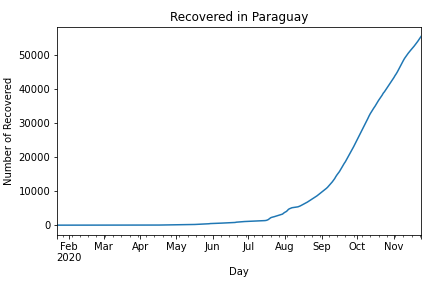 Recovered in Paraguay
Number of Recovered
50000
40000
30000
20000
10000
0
Feb Mar Apr May Jun Jul Aug Sep Oct Nov
2020
Day